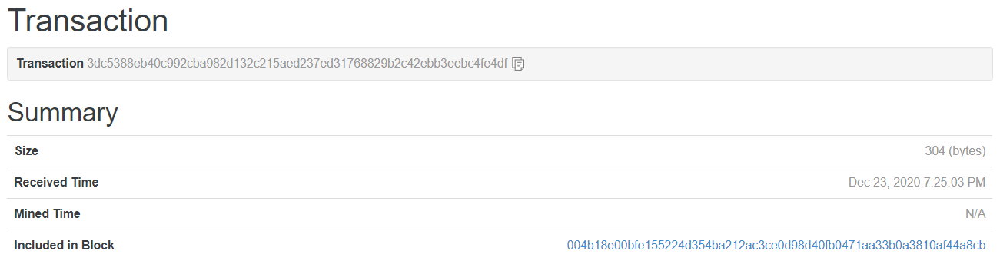 Transaction
Transaction 3dc5388eb40c992cba982d132c215aed237ed31768829b2c42ebb3eebc4fe4df
Summary
Size 304 (bytes)
Received Time Dec 23, 2020 7:25:03 PM
Mined Time N/A
Included in Block 004b18e00bfe155224d354ba212ac3ce0d98d40fb0471aa33b0a3810af44a8cb